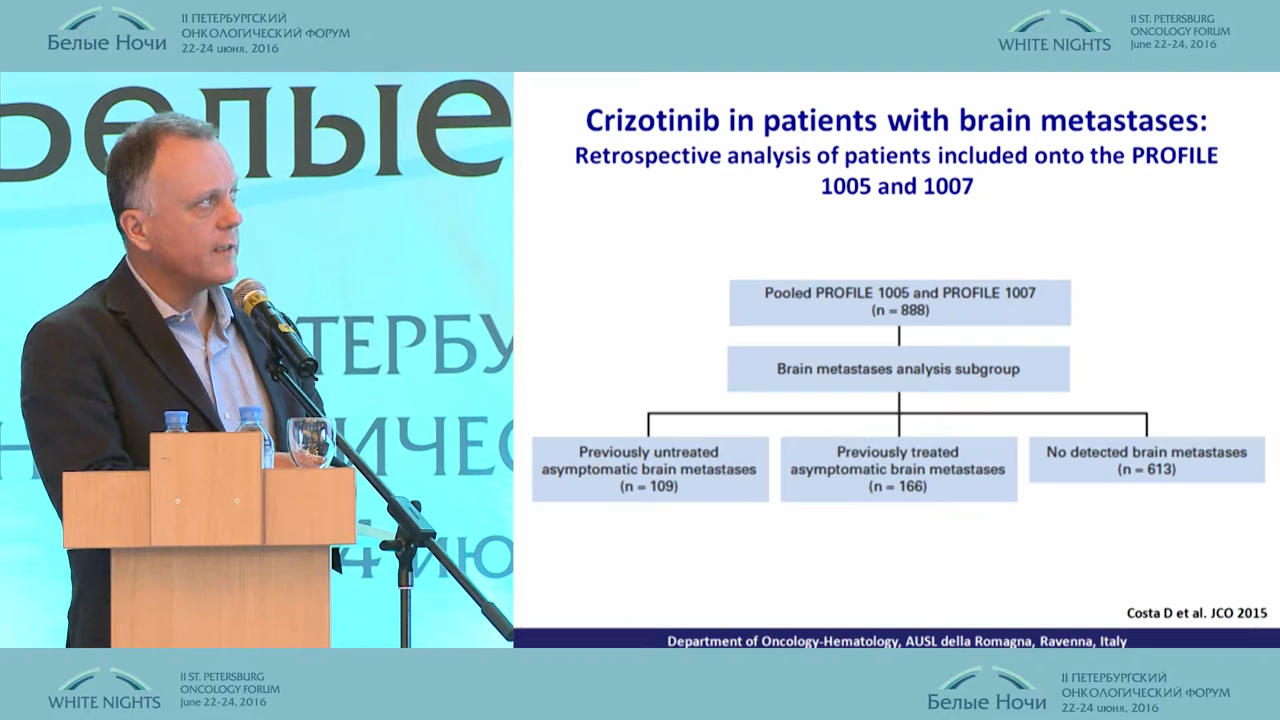 Белые Ночи
II ПЕТЕРБУРГСКИЙ
ОНКОЛОГИЧЕСКИЙ ФОРУМ
22-24 июня, 2016
WHITE NIGHTS
II ST. PETERSBURG
ONCOLOGY FORUM
June 22-24, 2016
Белые
ТЕРБУ
ИЧЕС
4 ИЮ
Crizotinib in patients with brain metastases:
Retrospective analysis of patients included onto the PROFILE
1005 and 1007
Pooled PROFILE 1005 and PROFILE 1007
(n = 888)
Brain metastases analysis subgroup
Previously untreated
asymptomatic brain metastases
(n = 109)
Previously treated
asymptomatic brain metastases
(n = 166)
No detected brain metastases
(n = 613)
Costa D et al. JCO 2015
Department of Oncology-Hematology, AUSL della Romagna, Ravenna, Italy
WHITE NIGHTS
II ST. PETERSBURG
ONCOLOGY FORUM
June 22-24, 2016
Белые Ночи
II ПЕТЕРБУРГСКИЙ
ОНКОЛОГИЧЕСКИЙ ФОРУМ
22-24 июня, 2016